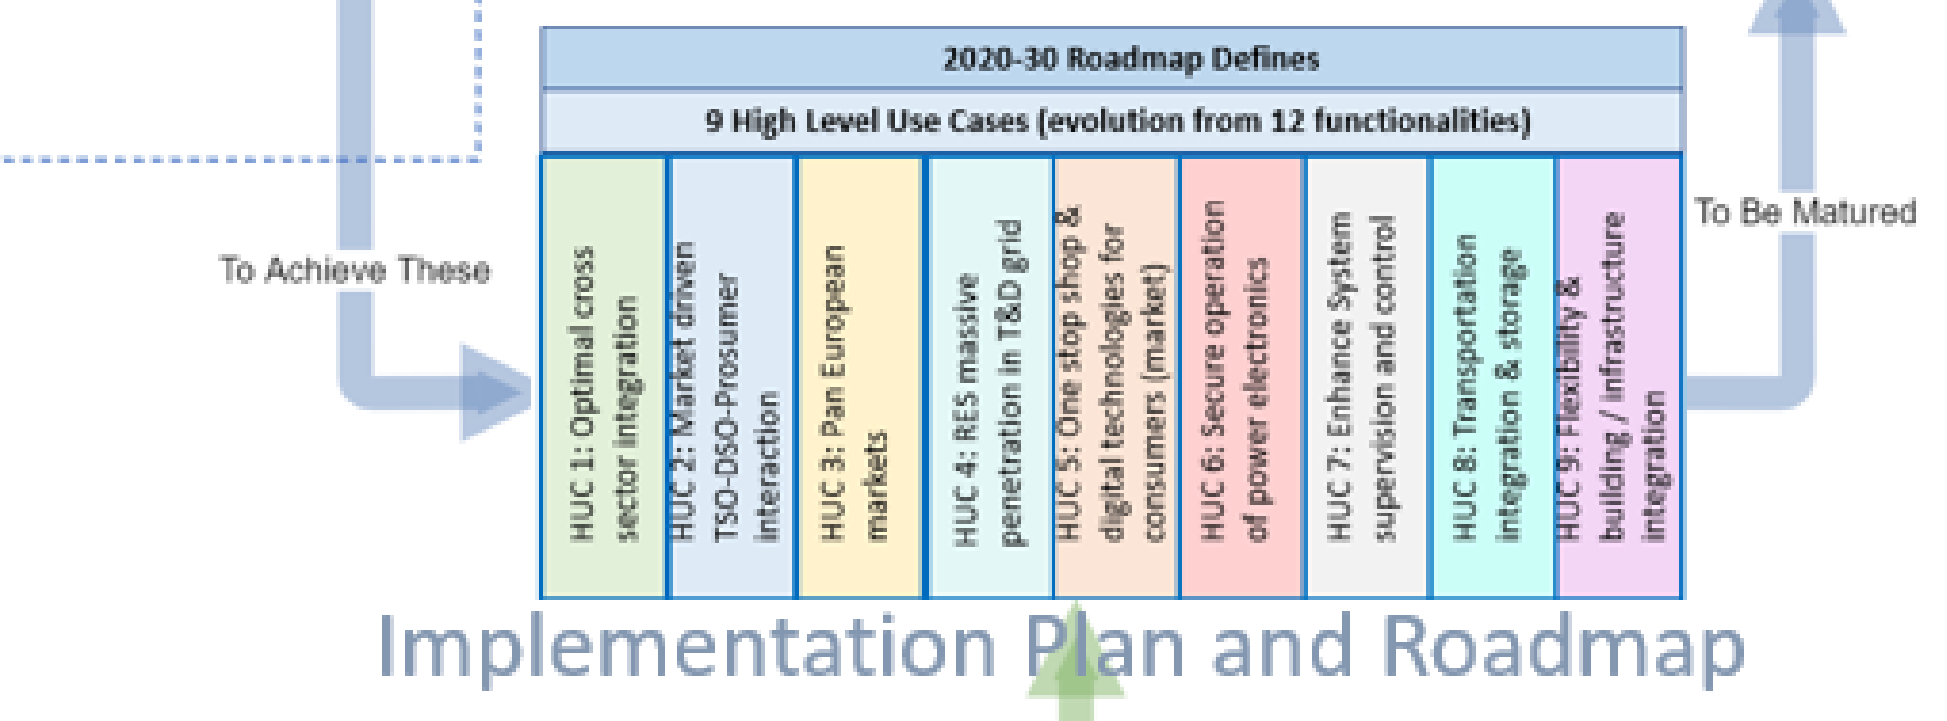 2020-30 Roadmap Defines
9 High Level Use Cases (evolution from 12 functionalities)
To Achieve These
HUC 1: Optimal cross
sector integration
HUC 2: Market driven
TSO-DSO-Prosumer
interaction
HUC 3: Pan European
markets
HUC 4: RES massive
penetration in T&D grid
HUC 5: One stop shop &
digital technologies for
consumers (market)
HUC 6: Secure operation
of power electronics
HUC 7: Enhance System
supervision and control
HUC 8: Transportation
integration & storage
HUC 9: Flexibility &
building / infrastructure
integration
To Be Matured
Implementation Plan and Roadmap